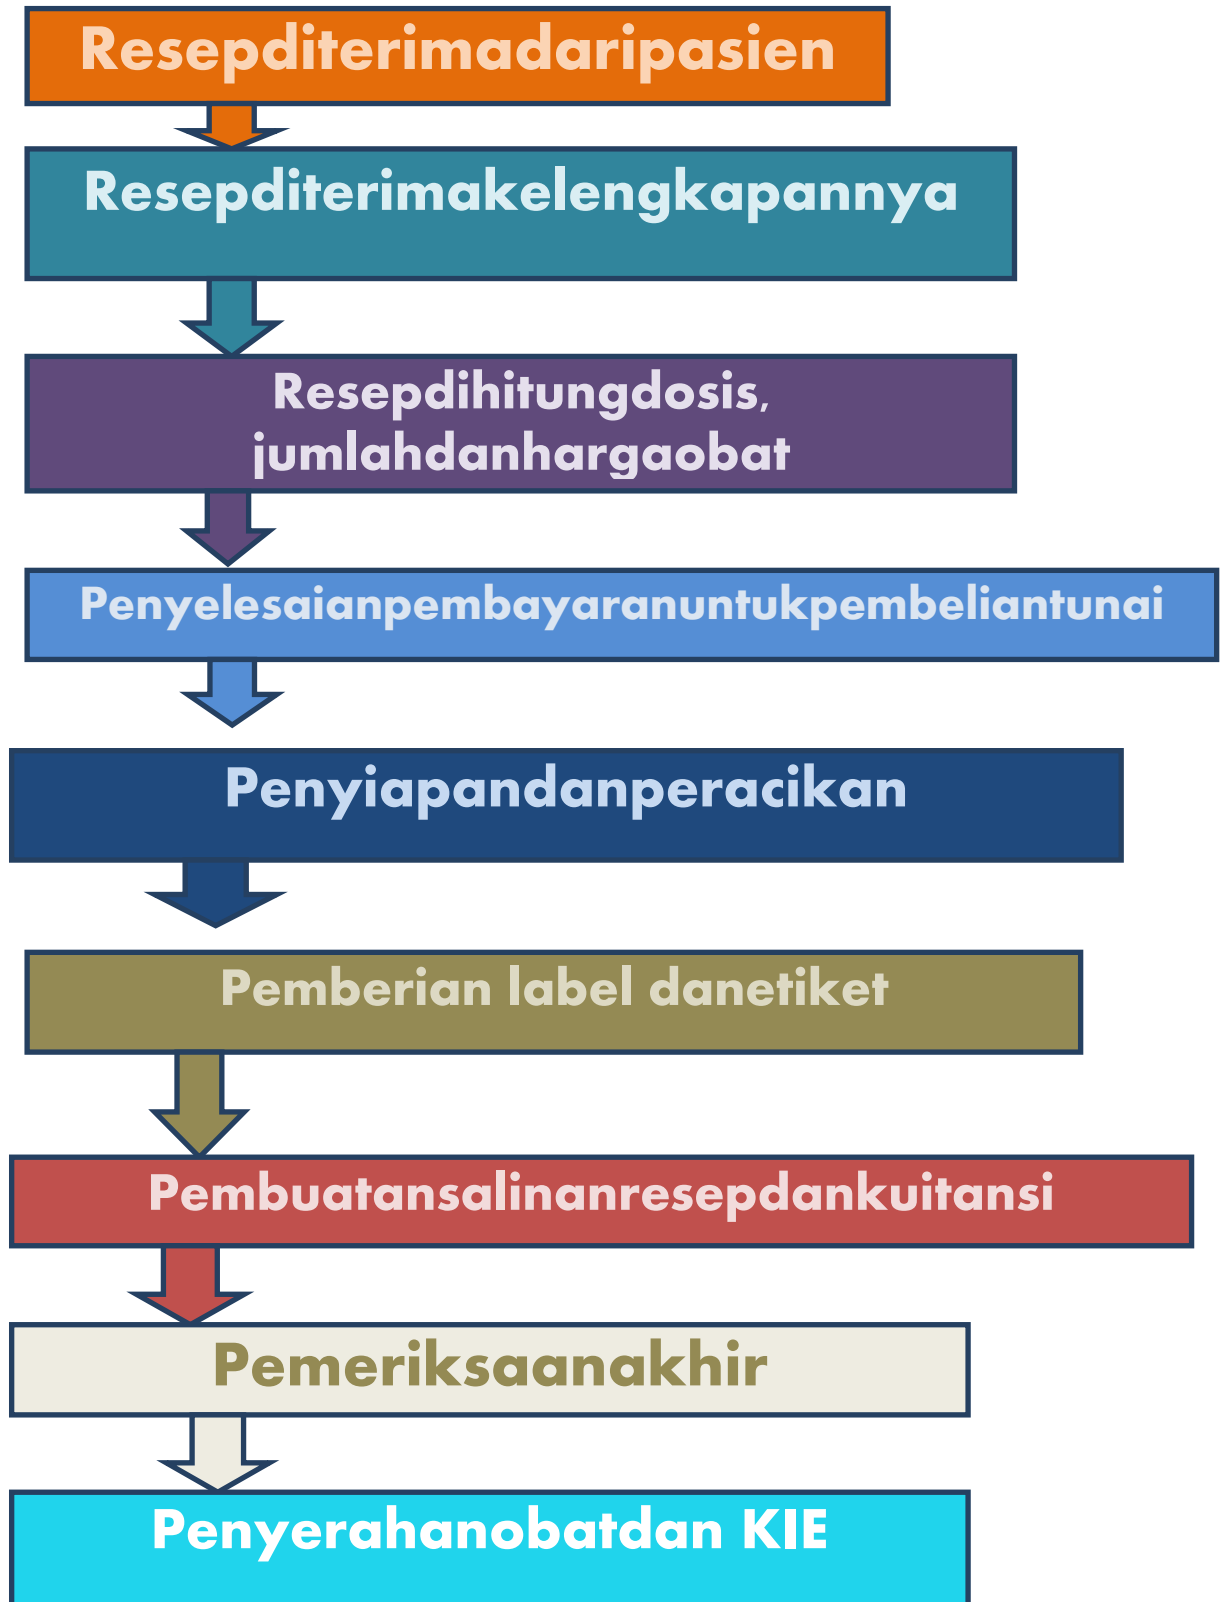 Resepditerimadaripasien
Resepditerimakelengkapannya
Resepdihitungdosis,
jumlahdanhargaobat
Penyelesaianpembayaranuntukpembeliantunai
Penyiapandanperacikan
Pemberian label danetiket
Pembuatansalinanresepdankuitansi
Pemeriksaanakhir
Penyerahanobatdan KIE